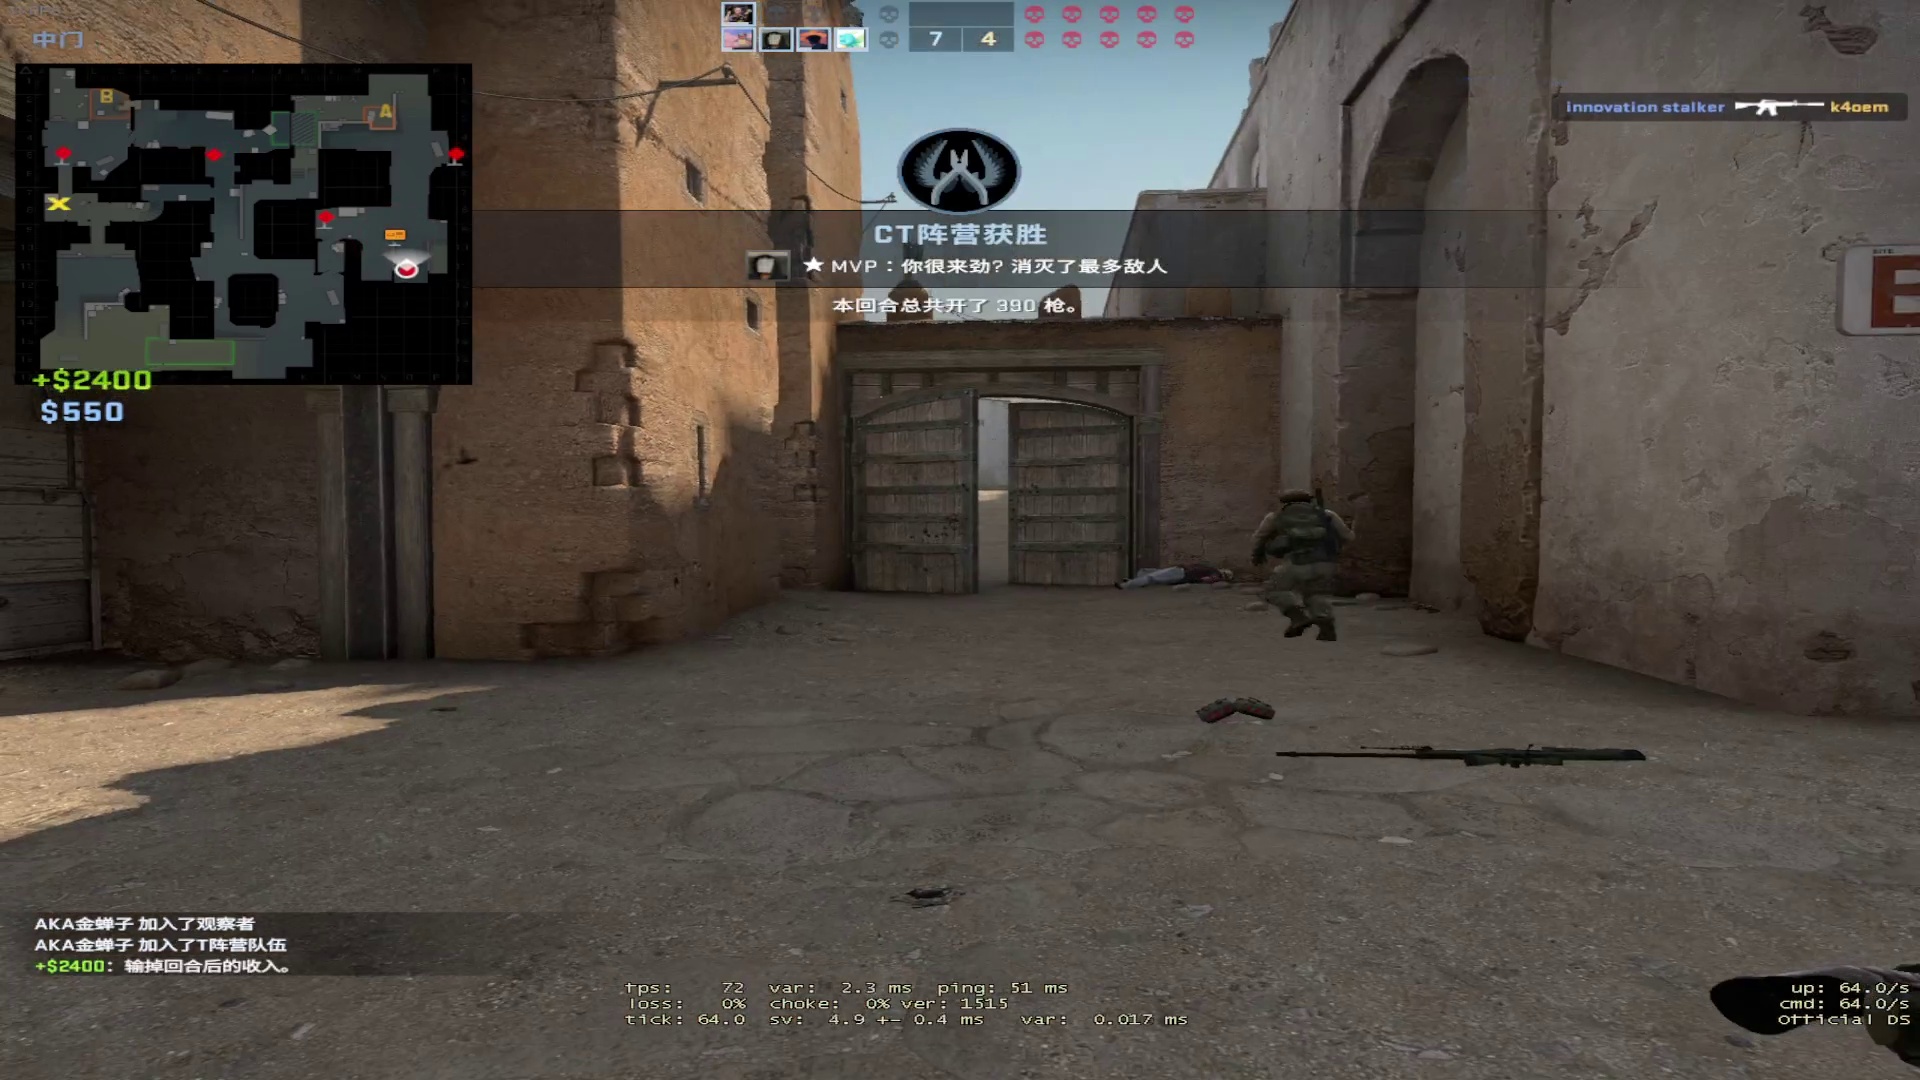 中门
B
A
7 4
innovation stalker k4oem
CT阵营获胜
★ MVP：你很来劲? 消灭了最多敌人
本回合总共开了 390 枪。
+$2400
$550
AKA金蝉子 加入了观察者
AKA金蝉子 加入了T阵营队伍
+$2400：输掉回合后的收入。
fps: 72 var: 2.3 ms ping: 51 ms
loss: 0% choke: 0% ver: 1515
tick: 64.0 sv: 4.9 +- 0.4 ms var: 0.017 ms
up: 64.0/s
cmd: 64.0/s
Official DS